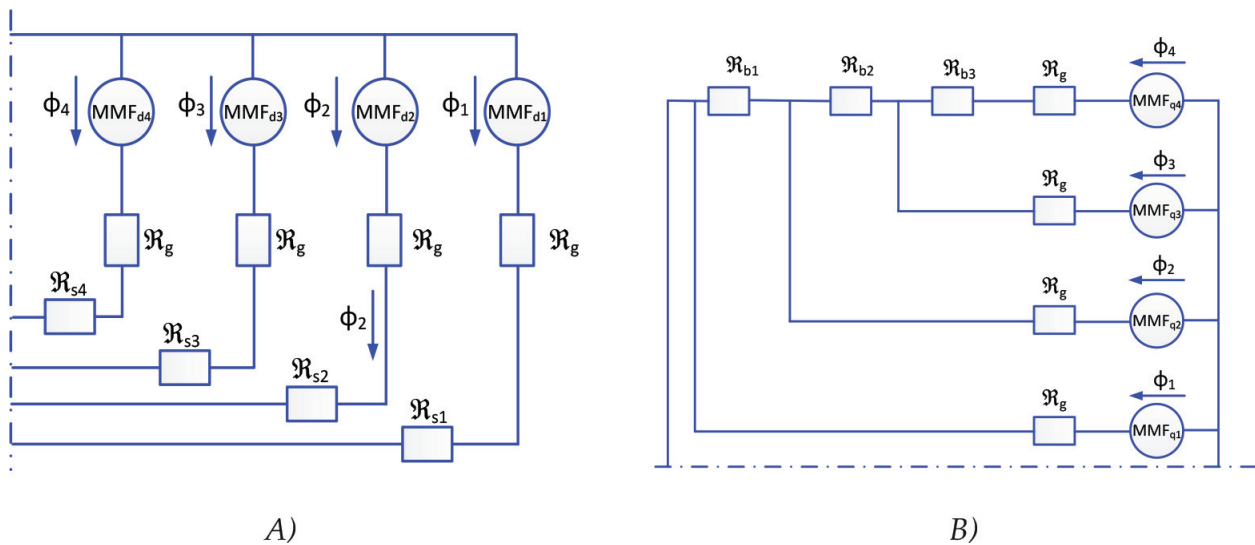 MMFd4 MMFd3 MMFd2 MMFd1
ϕ4 ϕ3 ϕ2 ϕ1
ℜg ℜg ℜg ℜg
ℜs4
ϕ2
ℜs3
ℜs2
ℜs1
A)
ϕ4
ℜb1 ℜb2 ℜb3 ℜg
MMFq4
ϕ3
ℜg
MMFq3
ϕ2
ℜg
MMFq2
ϕ1
ℜg
MMFq1
B)